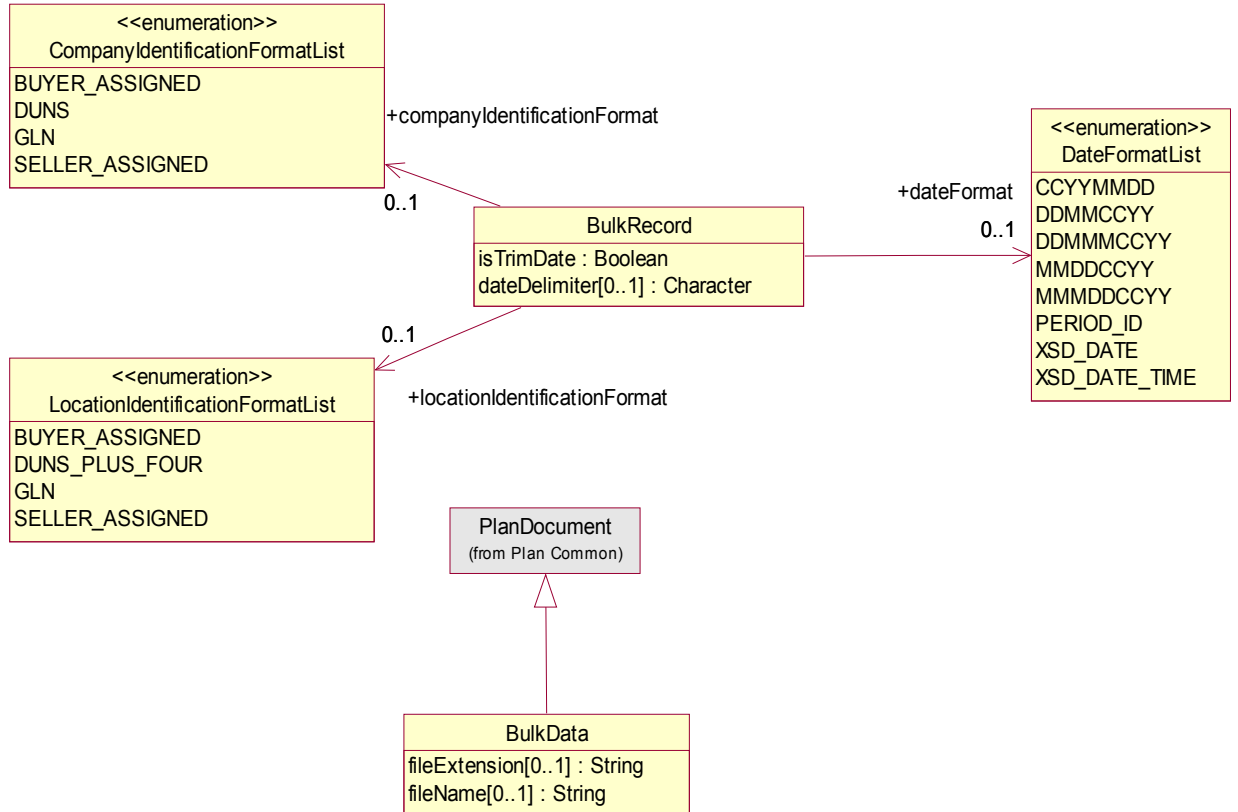 <<enumeration>>
CompanyIdentificationFormatList
BUYER_ASSIGNED
DUNS
GLN
SELLER_ASSIGNED
+companyIdentificationFormat
0..1
<<enumeration>>
DateFormatList
CCYYMMDD
DDMMCCYY
DDMMMCCYY
MMDDCCYY
MMMDDCCYY
PERIOD_ID
XSD_DATE
XSD_DATE_TIME
+dateFormat
0..1
BulkRecord
isTrimDate : Boolean
dateDelimiter[0..1] : Character
0..1
+locationIdentificationFormat
<<enumeration>>
LocationIdentificationFormatList
BUYER_ASSIGNED
DUNS_PLUS_FOUR
GLN
SELLER_ASSIGNED
PlanDocument
(from Plan Common)
BulkData
fileExtension[0..1] : String
fileName[0..1] : String